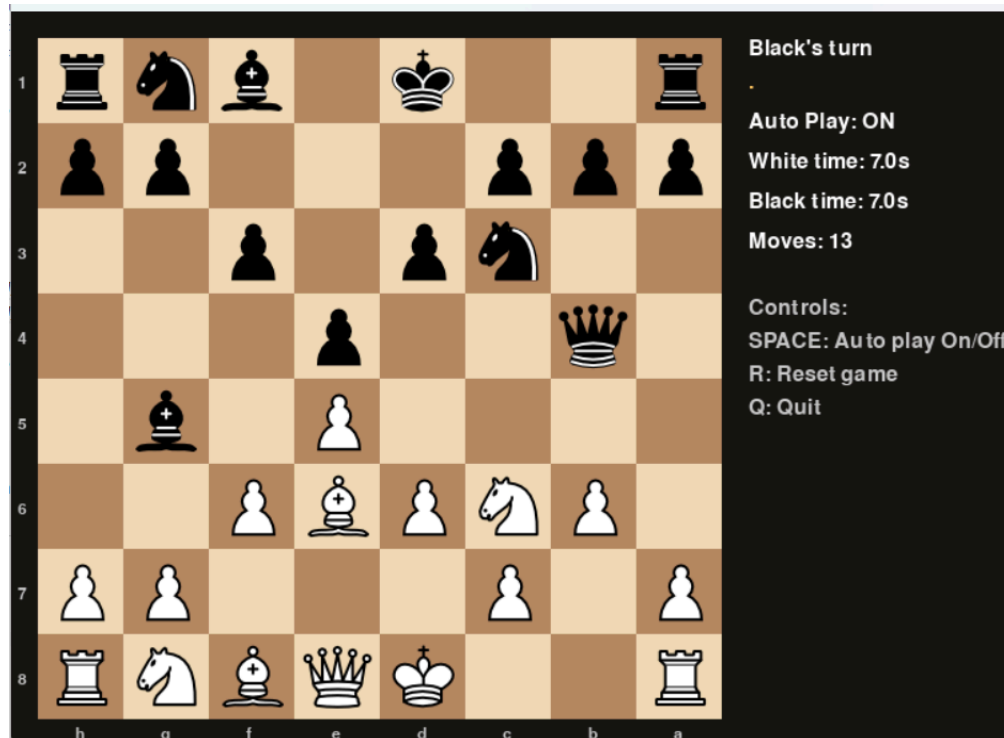 Black's turn
.
Auto Play: ON
White time: 7.0s
Black time: 7.0s
Moves: 13
Controls:
SPACE: Auto play On/Off
R: Reset game
Q: Quit
1
2
3
4
5
6
7
8
h g f e d c b a